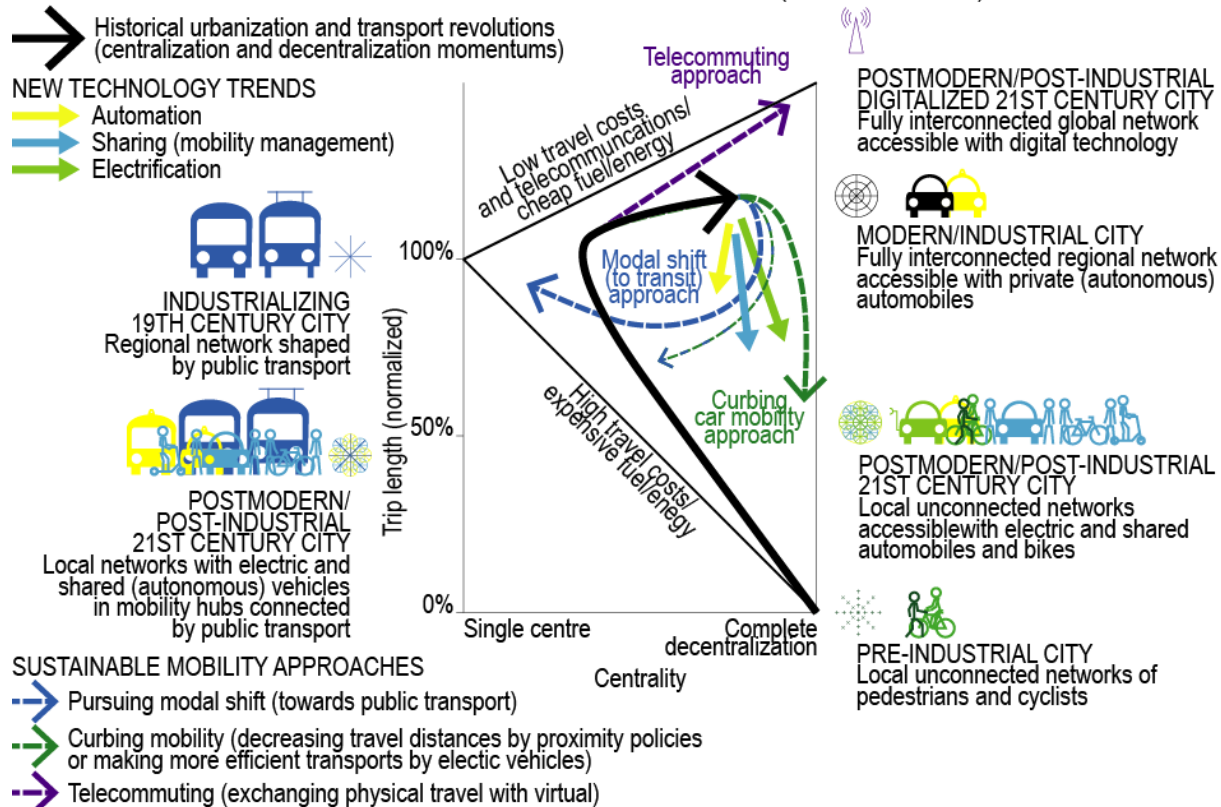 Historical urbanization and transport revolutions
(centralization and decentralization momentums)
NEW TECHNOLOGY TRENDS
Automation
Sharing (mobility management)
Electrification
INDUSTRIALIZING
19TH CENTURY CITY
Regional network shaped
by public transport
POSTMODERN/
POST-INDUSTRIAL
21ST CENTURY CITY
Local networks with electric and
shared (autonomous) vehicles
in mobility hubs connected
by public transport
Telecommuting
approach
Low travel costs
and telecommunications/
cheap fuel/energy
100%
Modal shift
(to transit)
approach
Trip length (normalized)
Curbing
car mobility
approach
50%
High travel costs/
expensive fuel/enegy
0%
Single centre
Complete
decentralization
Centrality
POSTMODERN/POST-INDUSTRIAL
DIGITALIZED 21ST CENTURY CITY
Fully interconnected global network
accessible with digital technology
MODERN/INDUSTRIAL CITY
Fully interconnected regional network
accessible with private (autonomous)
automobiles
POSTMODERN/POST-INDUSTRIAL
21ST CENTURY CITY
Local unconnected networks
accessiblewith electric and shared
automobiles and bikes
PRE-INDUSTRIAL CITY
Local unconnected networks of
pedestrians and cyclists
SUSTAINABLE MOBILITY APPROACHES
Pursuing modal shift (towards public transport)
Curbing mobility (decreasing travel distances by proximity policies
or making more efficient transports by electic vehicles)
Telecommuting (exchanging physical travel with virtual)